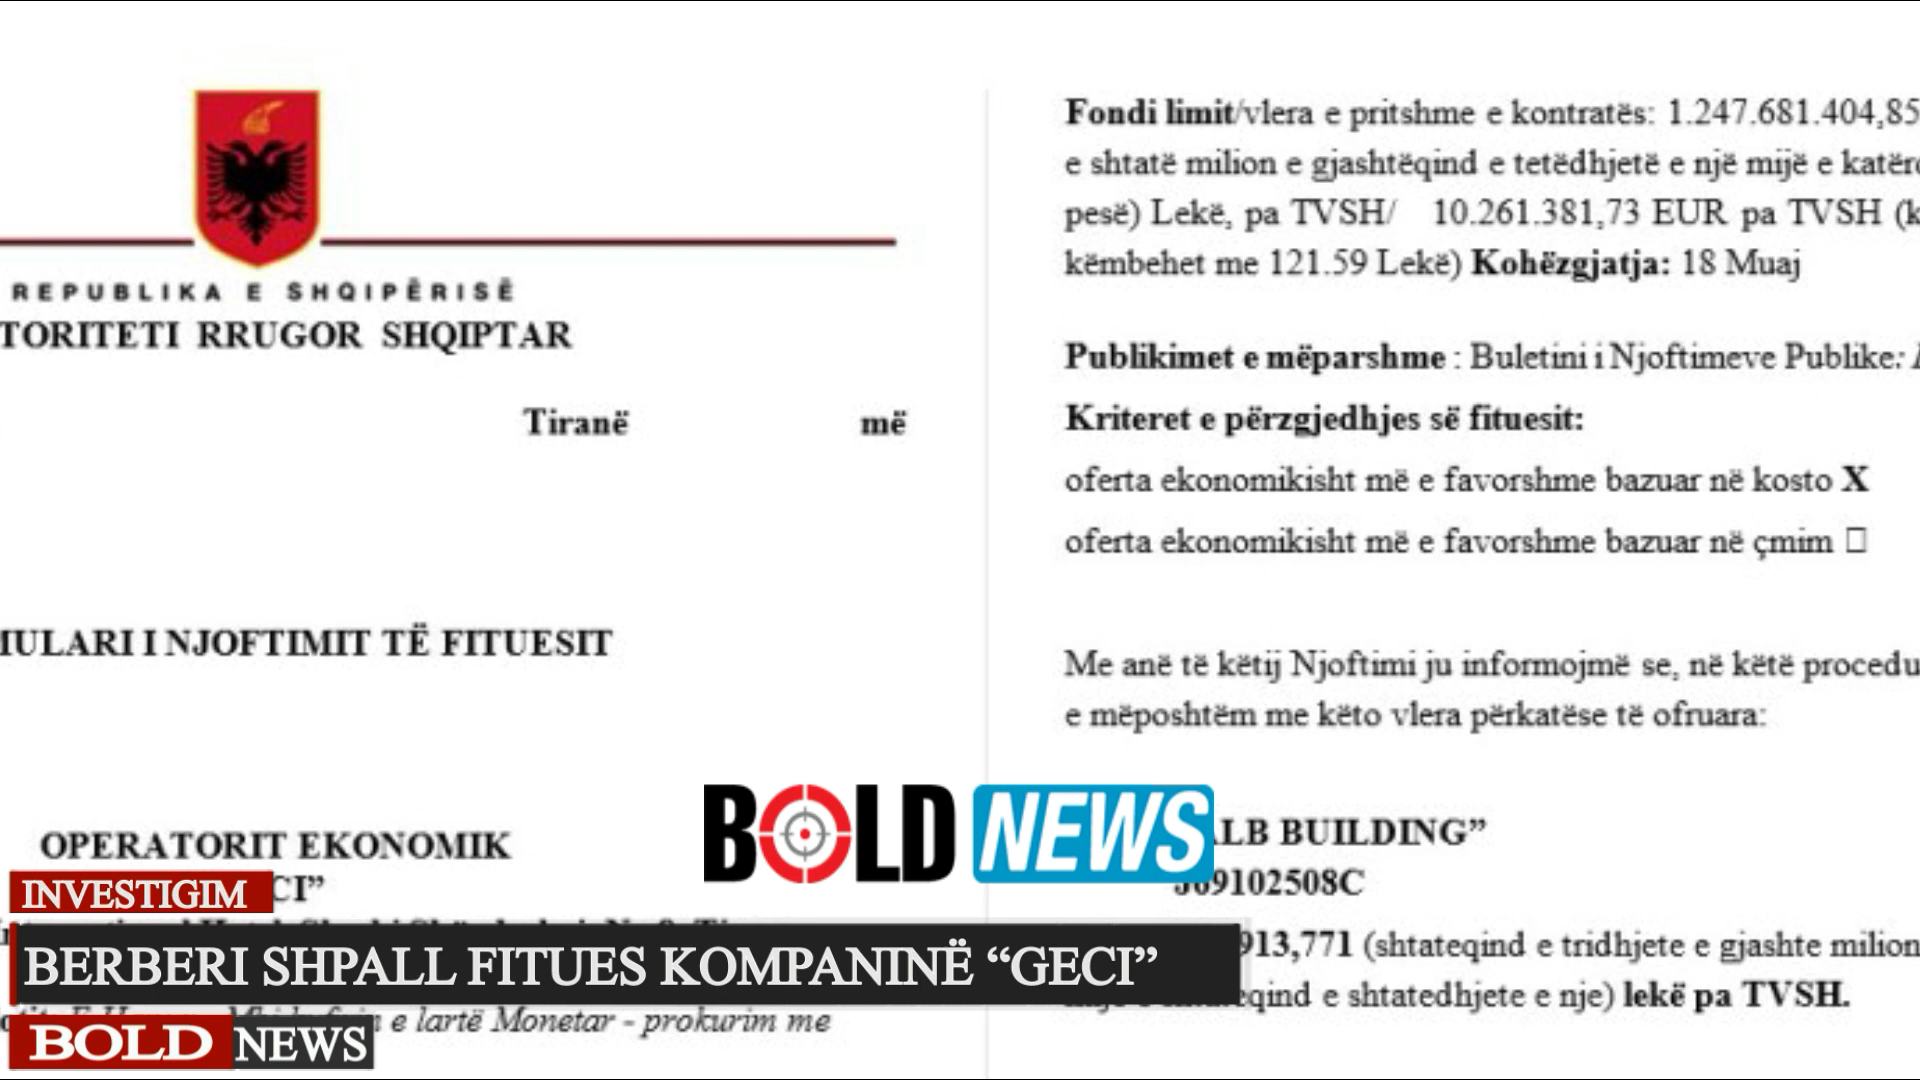 REPUBLIKA E SHQIPËRISË
TORITETI RRUGOR SHQIPTAR
Tiranë më
MULARI I NJOFTIMIT TË FITUESIT
OPERATORIT EKONOMIK
CI”
e lartë Monetar - prokurim me
Fondi limit/vlera e pritshme e kontratës: 1.247.681.404,85
e shtatë milion e gjashtëqind e tetëdhjetë e një mijë e katërq
pesë) Lekë, pa TVSH/ 10.261.381,73 EUR pa TVSH (k
këmbehet me 121.59 Lekë) Kohëzgjatja: 18 Muaj
Publikimet e mëparshme : Buletini i Njoftimeve Publike:
Kriteret e përzgjedhjes së fituesit:
oferta ekonomikisht më e favorshme bazuar në kosto X
oferta ekonomikisht më e favorshme bazuar në çmim □
Me anë të këtij Njoftimi ju informojmë se, në këtë procedu
e mëposhtëm me këto vlera përkatëse të ofruara:
ALB BUILDING”
J69102508C
913,771 (shtateqind e tridhjete e gjashte milion
eqind e shtatedhjete e nje) lekë pa TVSH.
BOLD NEWS
INVESTIGIM
BERBERI SHPALL FITUES KOMPANINË “GECI”
BOLD NEWS